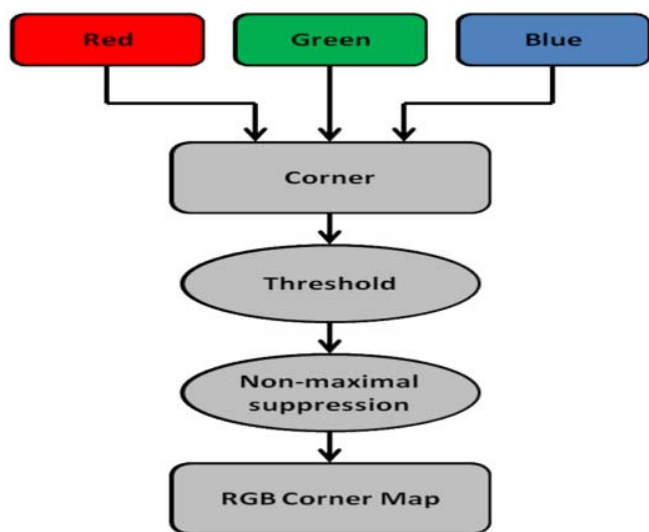 Red
Green
Blue
Corner
Threshold
Non-maximal
suppression
RGB Corner Map